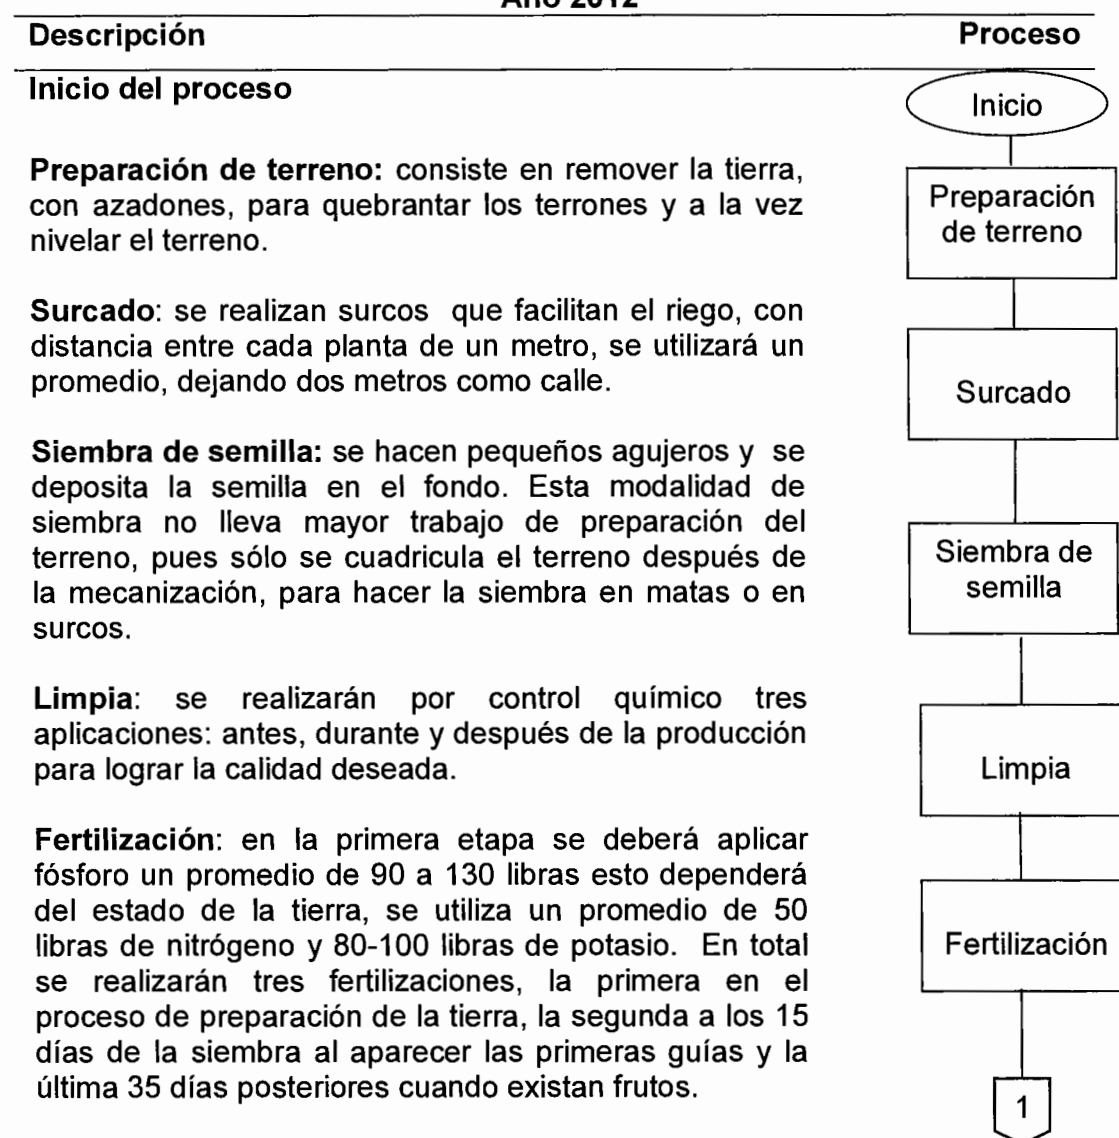 Año 2012
Descripción Proceso
Inicio del proceso
Inicio
Preparación de terreno: consiste en remover la tierra,
con azadones, para quebrantar los terrones y a la vez
nivelar el terreno.
Preparación
de terreno
Surcado: se realizan surcos que facilitan el riego, con
distancia entre cada planta de un metro, se utilizará un
promedio, dejando dos metros como calle.
Surcado
Siembra de semilla: se hacen pequeños agujeros y se
deposita la semilla en el fondo. Esta modalidad de
siembra no lleva mayor trabajo de preparación del
terreno, pues sólo se cuadricula el terreno después de
la mecanización, para hacer la siembra en matas o en
surcos.
Siembra de
semilla
Limpia: se realizarán por control químico tres
aplicaciones: antes, durante y después de la producción
para lograr la calidad deseada.
Limpia
Fertilización: en la primera etapa se deberá aplicar
fósforo un promedio de 90 a 130 libras esto dependerá
del estado de la tierra, se utiliza un promedio de 50
libras de nitrógeno y 80-100 libras de potasio. En total
se realizarán tres fertilizaciones, la primera en el
proceso de preparación de la tierra, la segunda a los 15
días de la siembra al aparecer las primeras guías y la
última 35 días posteriores cuando existan frutos.
Fertilización
1